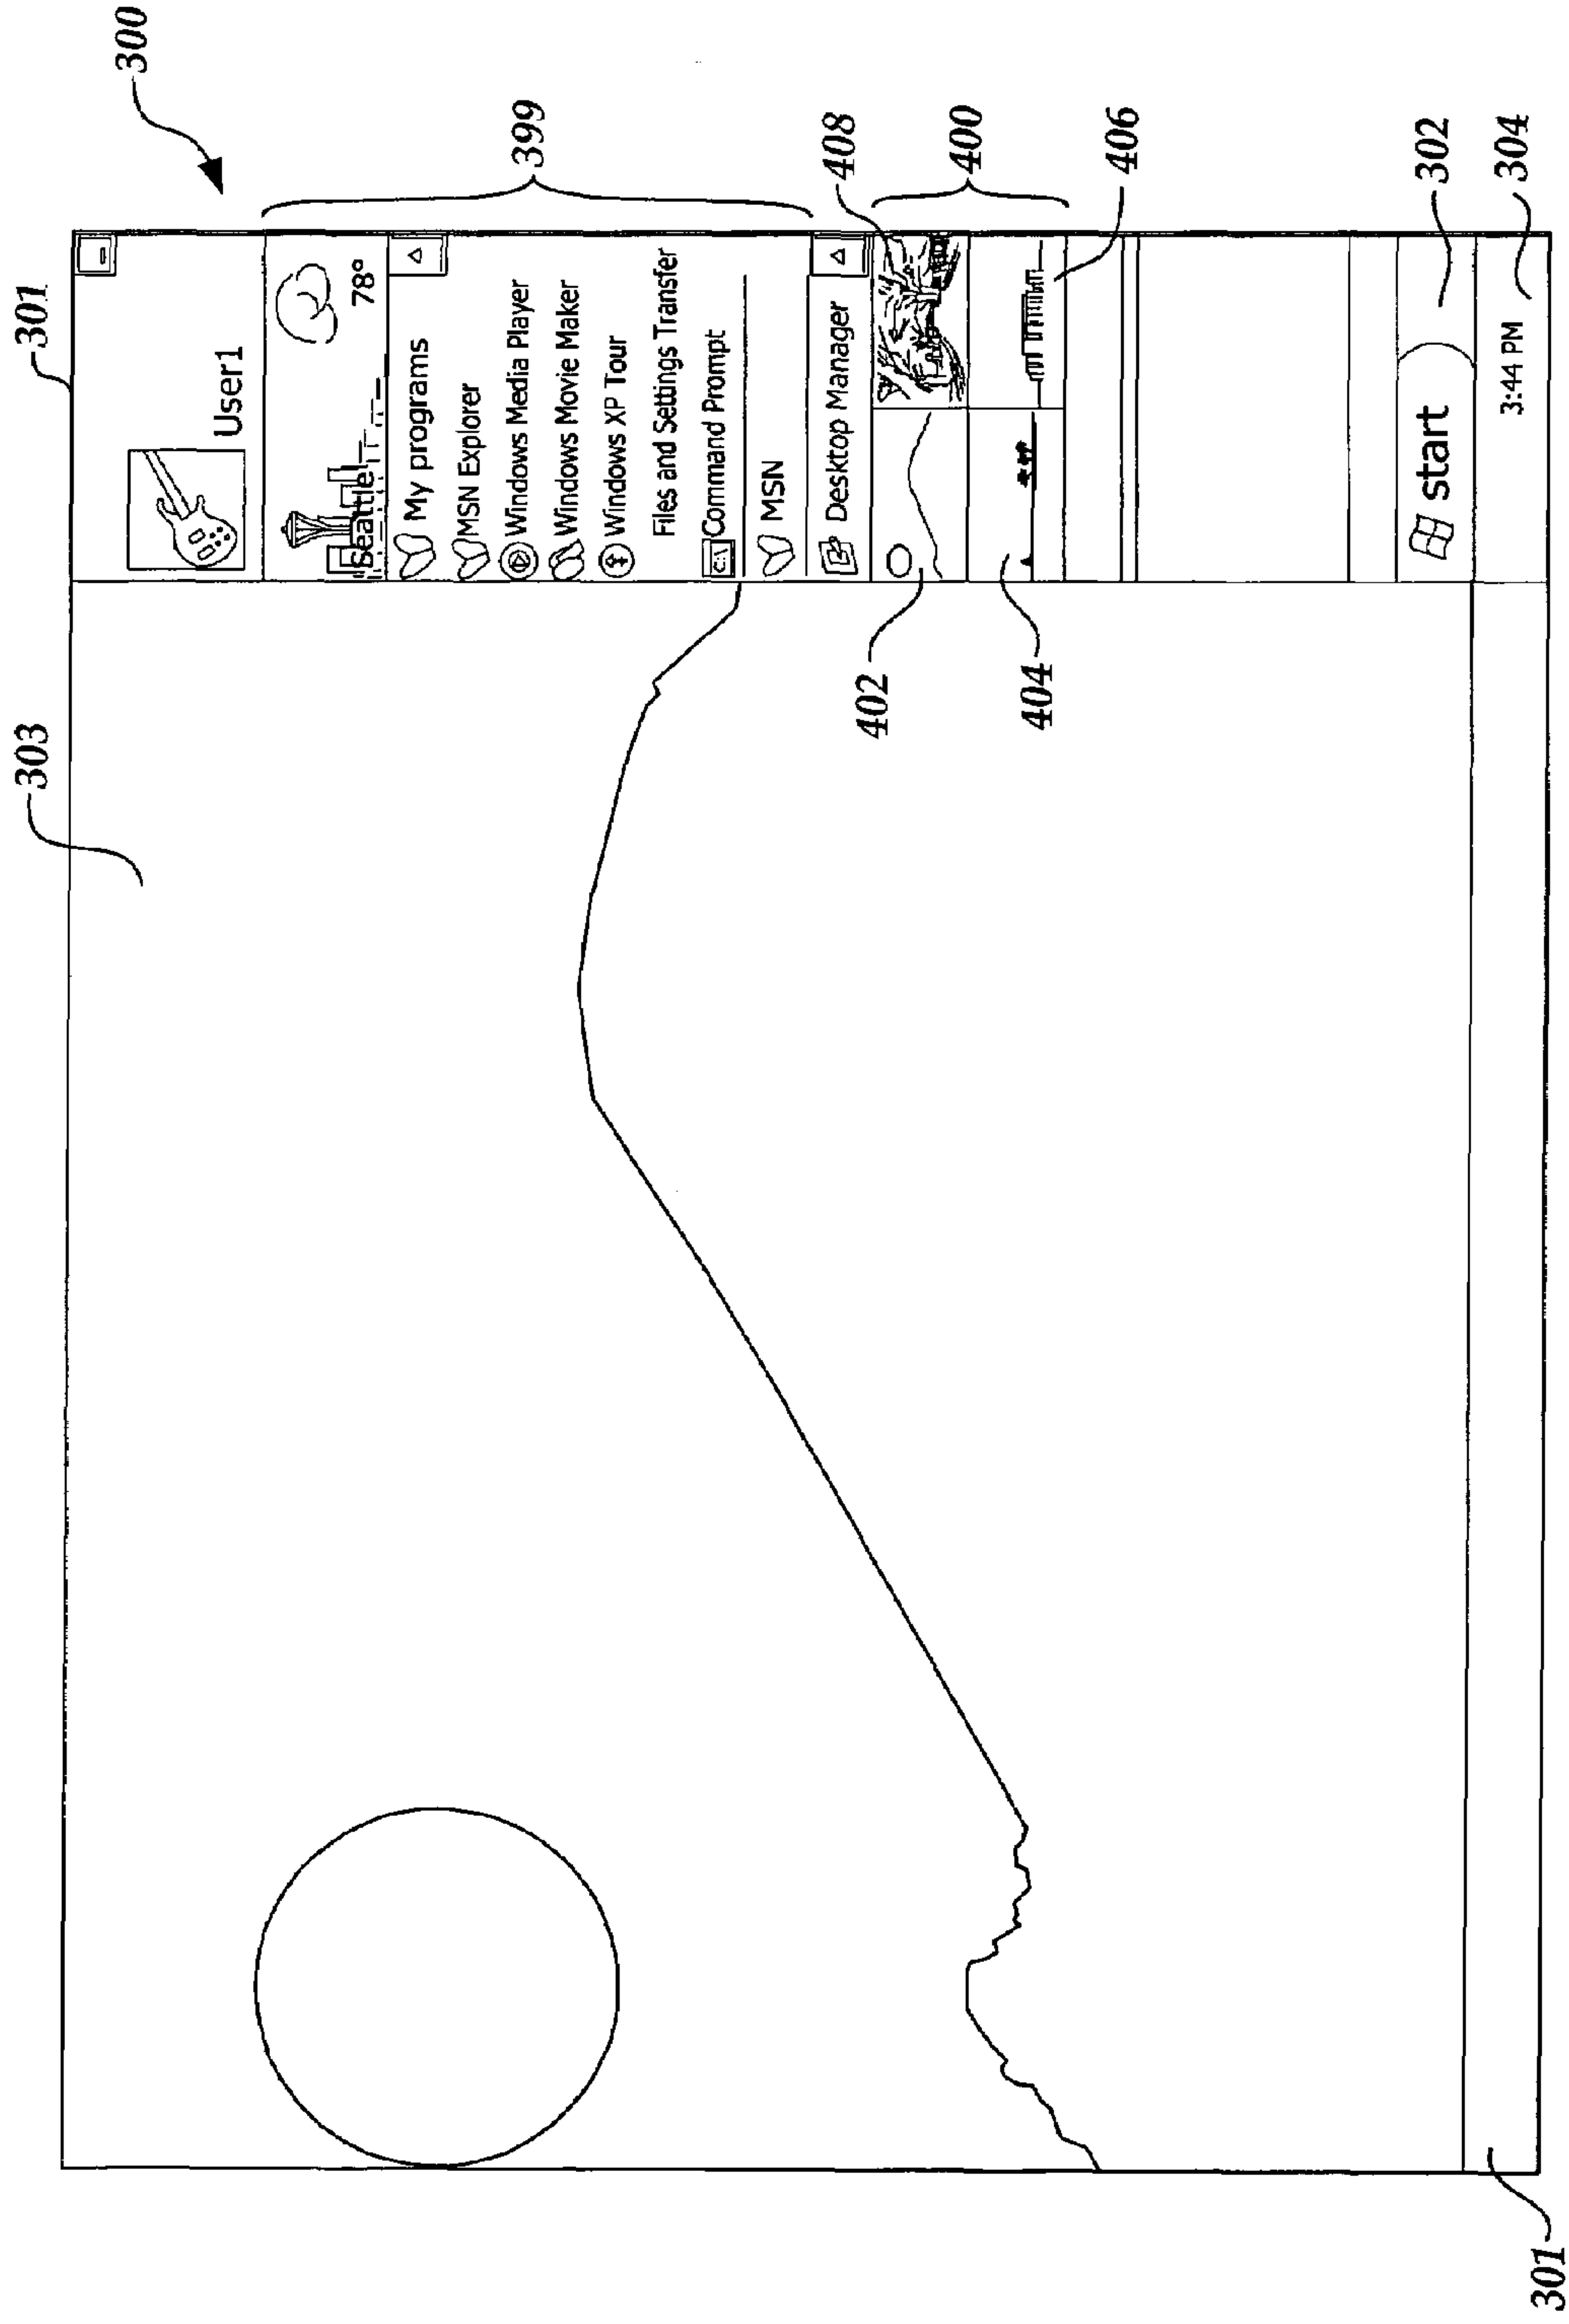 300
301
303
User1
Seattle
78°
399
My programs
MSN Explorer
Windows Media Player
Windows Movie Maker
Windows XP Tour
Files and Settings Transfer
C:\ Command Prompt
MSN
Desktop Manager
408
402
400
404
406
start
302
3:44 PM
304
301